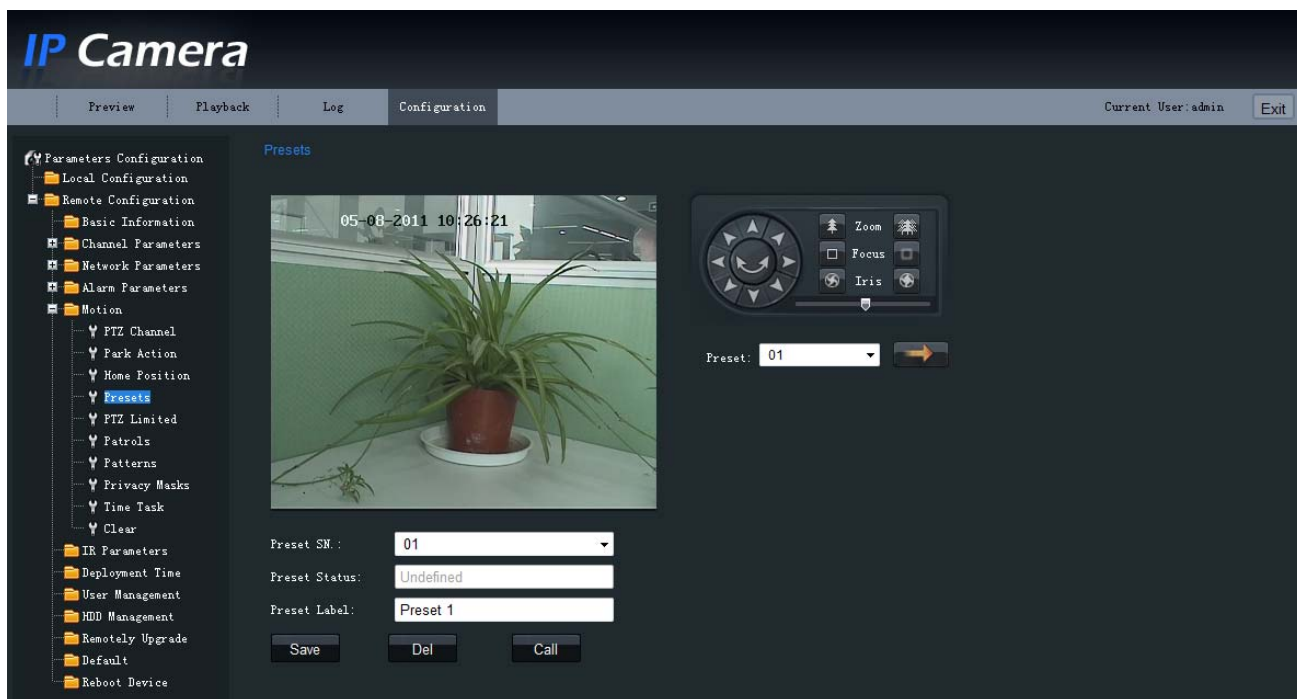 IP Camera
Preview Playback Log Configuration Current User:admin Exit
Parameters Configuration
Local Configuration
Remote Configuration
Basic Information
Channel Parameters
Network Parameters
Alarm Parameters
Motion
PTZ Channel
Park Action
Home Position
Presets
PTZ Limited
Patrols
Patterns
Privacy Masks
Time Task
Clear
IR Parameters
Deployment Time
User Management
HDD Management
Remotely Upgrade
Default
Reboot Device
Presets
05-08-2011 10:26:21
Preset SN.: 01
Preset Status: Undefined
Preset Label: Preset 1
Save Del Call
Zoom
Focus
Iris
Preset: 01